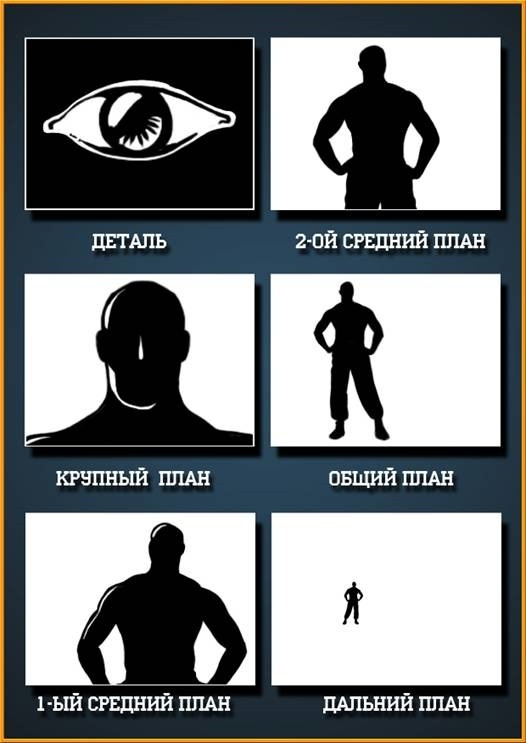 ДЕТАЛЬ
2-ОЙ СРЕДНИЙ ПЛАН
КРУПНЫЙ ПЛАН
ОБЩИЙ ПЛАН
1-ЫЙ СРЕДНИЙ ПЛАН
ДАЛЬНИЙ ПЛАН